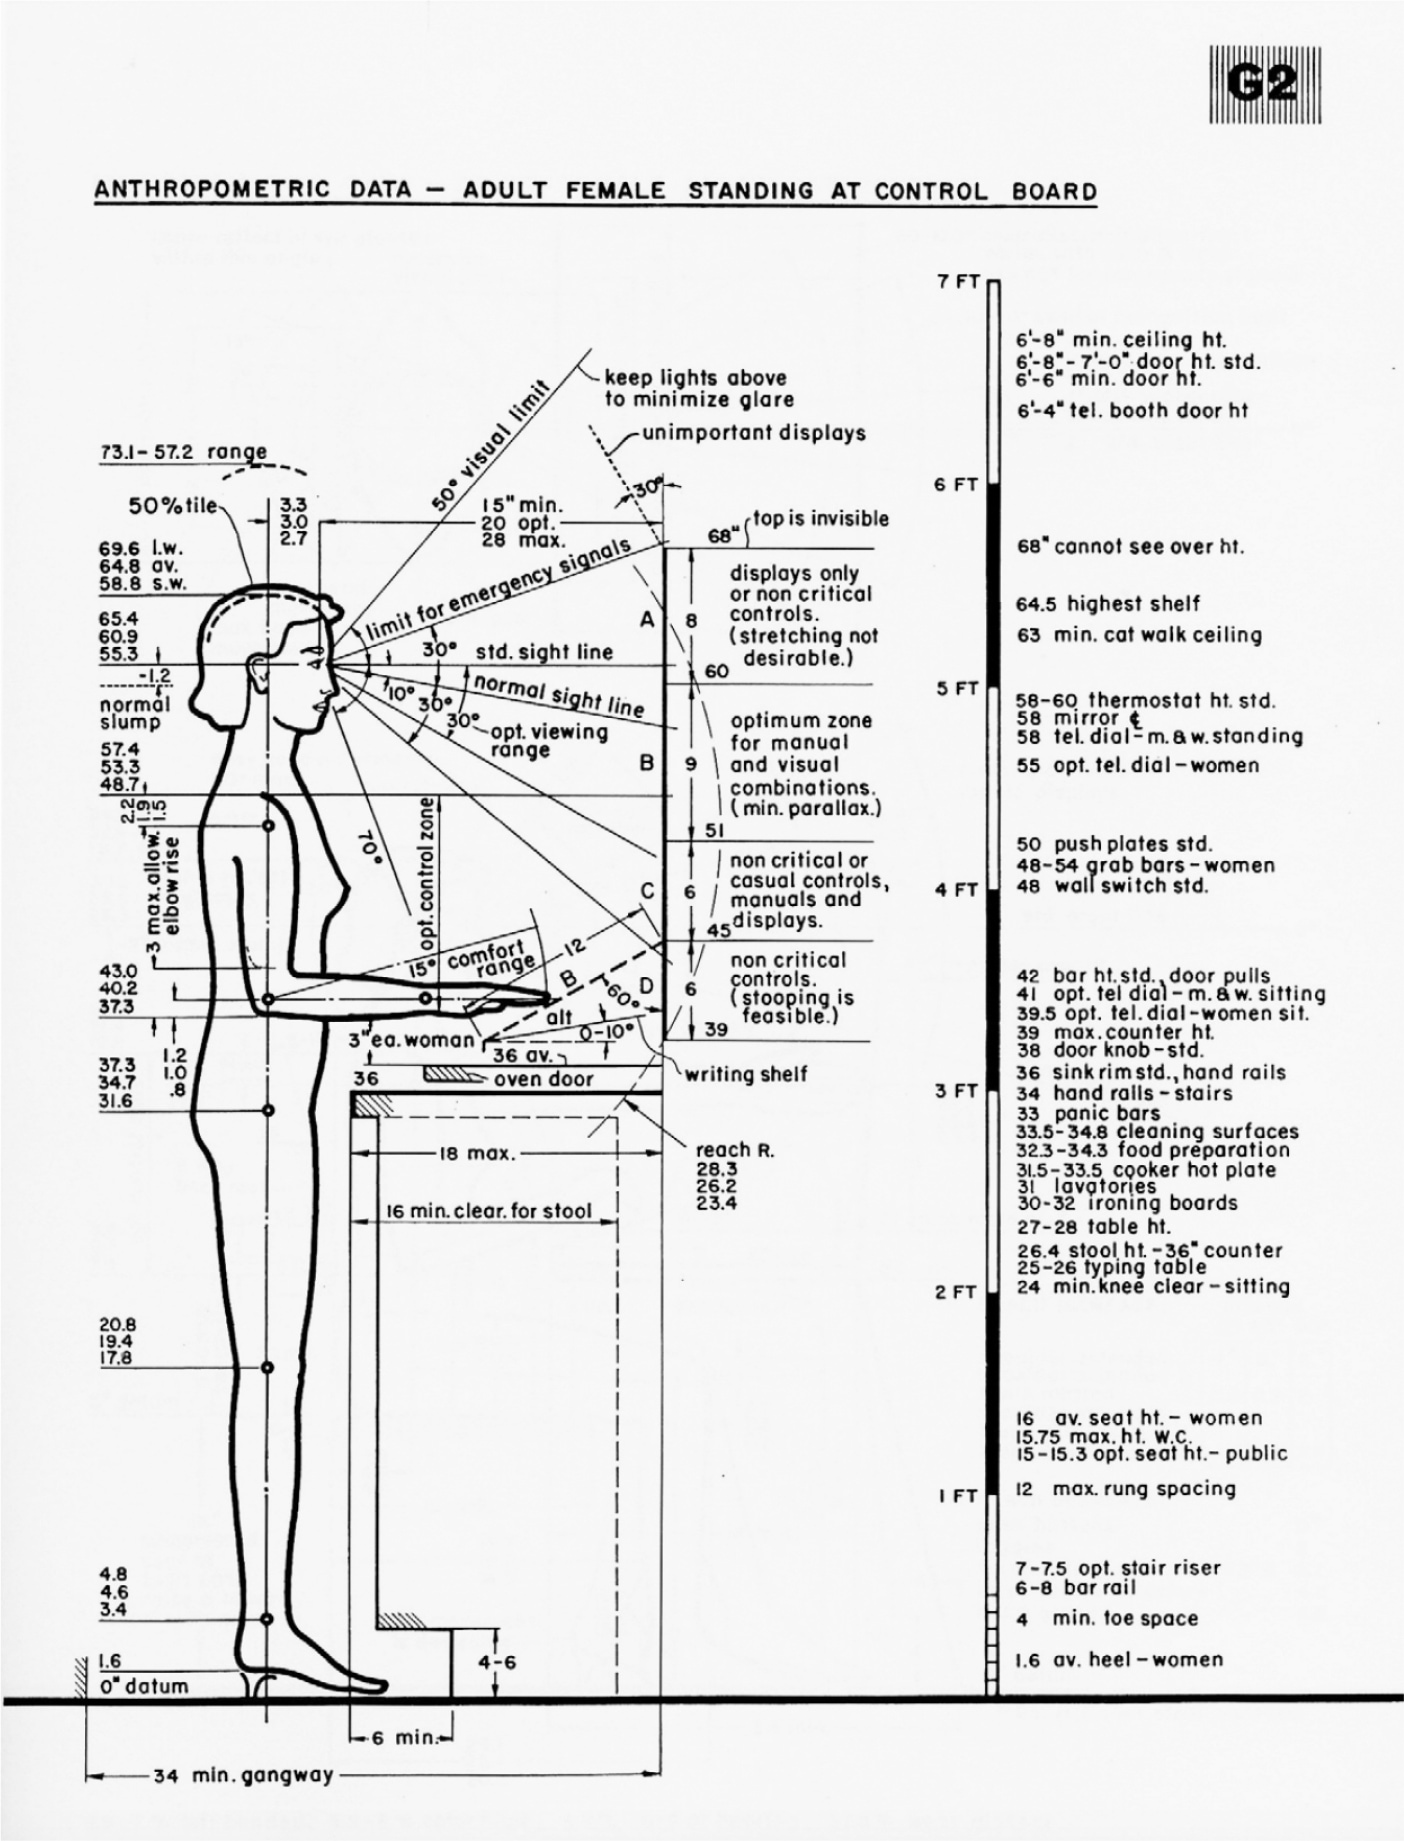 G2
ANTHROPOMETRIC DATA — ADULT FEMALE STANDING AT CONTROL BOARD
7 FT
6'-8" min. ceiling ht.
6'-8"- 7'-0" door ht. std.
6'-6" min. door ht.
6'-4" tel. booth door ht
6 FT
68" cannot see over ht.
64.5 highest shelf
63 min. cat walk ceiling
5 FT
58-60 thermostat ht. std.
58 mirror ℄
58 tel. dial - m. & w. standing
55 opt. tel. dial - women
50 push plates std.
48-54 grab bars - women
4 FT
48 wall switch std.
42 bar ht. std., door pulls
41 opt. tel dial - m. & w. sitting
39.5 opt. tel. dial - women sit.
39 max. counter ht.
38 door knob - std.
36 sink rim std., hand rails
3 FT
34 hand rails - stairs
33 panic bars
33.5-34.8 cleaning surfaces
32.3-34.3 food preparation
31.5-33.5 cooker hot plate
31 lavatories
30-32 ironing boards
27-28 table ht.
26.4 stool ht. - 36" counter
25-26 typing table
2 FT
24 min. knee clear - sitting
16 av. seat ht. - women
15.75 max. ht. W.C.
15-15.3 opt. seat ht. - public
1 FT
12 max. rung spacing
7-7.5 opt. stair riser
6-8 bar rail
4 min. toe space
1.6 av. heel - women
keep lights above
to minimize glare
50° visual limit
unimportant displays
30°
73.1-57.2 range
50%tile
3.3
3.0
2.7
15" min.
20 opt.
28 max.
68"
top is invisible
69.6 l.w.
64.8 av.
58.8 s.w.
65.4
60.9
55.3
-1.2
normal
slump
57.4
53.3
48.7
2.2
1.9
1.5
3 max. allow.
elbow rise
43.0
40.2
37.3
1.2
1.0
.8
37.3
34.7
31.6
20.8
19.4
17.8
4.8
4.6
3.4
1.6
0" datum
limit for emergency signals
30°
std. sight line
10°
normal sight line
30°
30°
opt. viewing
range
70°
opt. control zone
15°
comfort
range
12
B
60°
alt
0-10°
3" ea. woman
36 av.
36
oven door
writing shelf
A
8
displays only
or non critical
controls.
(stretching not
desirable.)
60
B
9
optimum zone
for manual
and visual
combinations.
(min. parallax.)
51
C
6
non critical or
casual controls,
manuals and
displays.
45
D
6
non critical
controls.
(stooping is
feasible.)
39
18 max.
16 min. clear. for stool
reach R.
28.3
26.2
23.4
4-6
6 min.
34 min. gangway